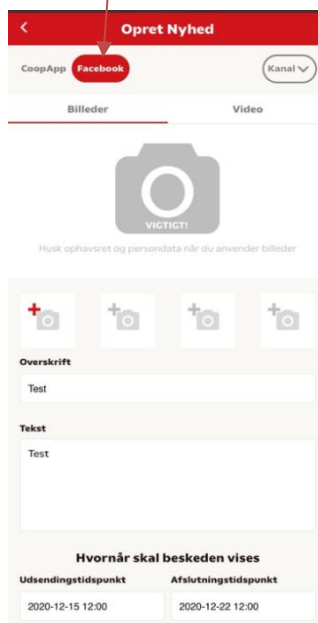 Opret Nyhed
CoopApp Facebook Kanal
Billeder Video
VIGTIGT!
Husk ophavsret og persondata når du anvender billeder
Overskrift
Test
Tekst
Test
Hvornår skal beskeden vises
Udsendingstidspunkt Afslutningstidspunkt
2020-12-15 12:00 2020-12-22 12:00